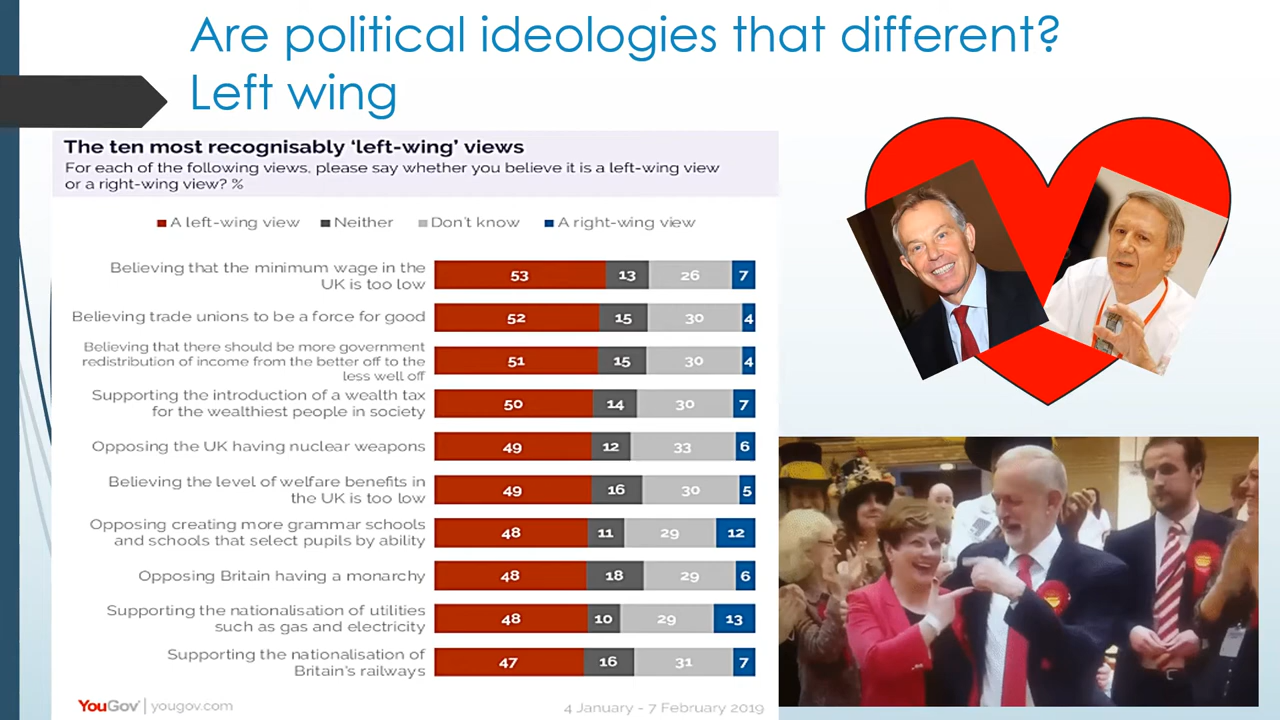 Are political ideologies that different?
Left wing
The ten most recognisably ‘left-wing’ views
For each of the following views, please say whether you believe it is a left-wing view
or a right-wing view? %
A left-wing view Neither Don't know A right-wing view
Believing that the minimum wage in the
UK is too low
53 13 26 7
Believing trade unions to be a force for good
52 15 30 4
Believing that there should be more government
redistribution of income from the better off to the
less well off
51 15 30 4
Supporting the introduction of a wealth tax
for the wealthiest people in society
50 14 30 7
Opposing the UK having nuclear weapons
49 12 33 6
Believing the level of welfare benefits in
the UK is too low
49 16 30 5
Opposing creating more grammar schools
and schools that select pupils by ability
48 11 29 12
Opposing Britain having a monarchy
48 18 29 6
Supporting the nationalisation of utilities
such as gas and electricity
48 10 29 13
Supporting the nationalisation of
Britain's railways
47 16 31 7
YouGov | yougov.com
4 January - 7 February 2019